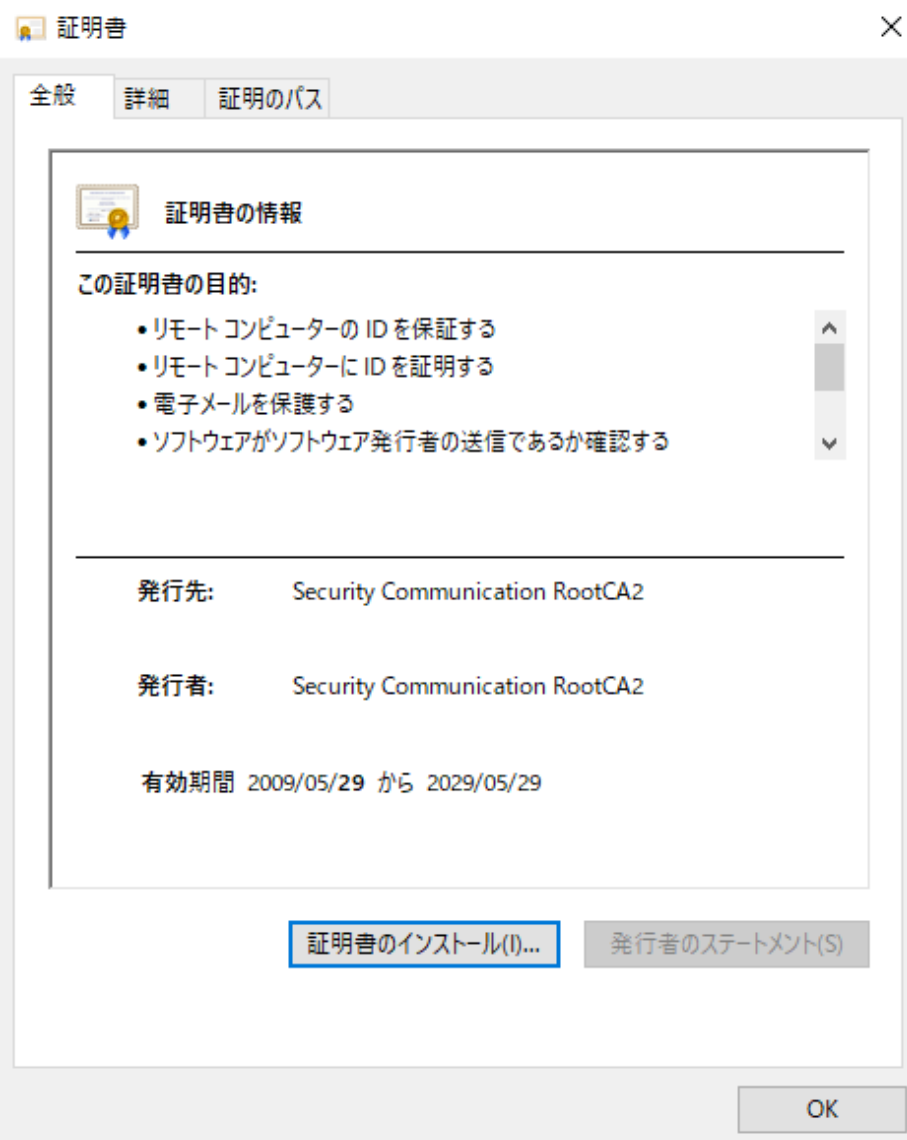 証明書
全般 詳細 証明のパス
証明書の情報
この証明書の目的:
• リモート コンピューターの ID を保証する
• リモート コンピューターに ID を証明する
• 電子メールを保護する
• ソフトウェアがソフトウェア発行者の送信であるか確認する
発行先: Security Communication RootCA2
発行者: Security Communication RootCA2
有効期間 2009/05/29 から 2029/05/29
証明書のインストール(I)... 発行者のステートメント(S)
OK